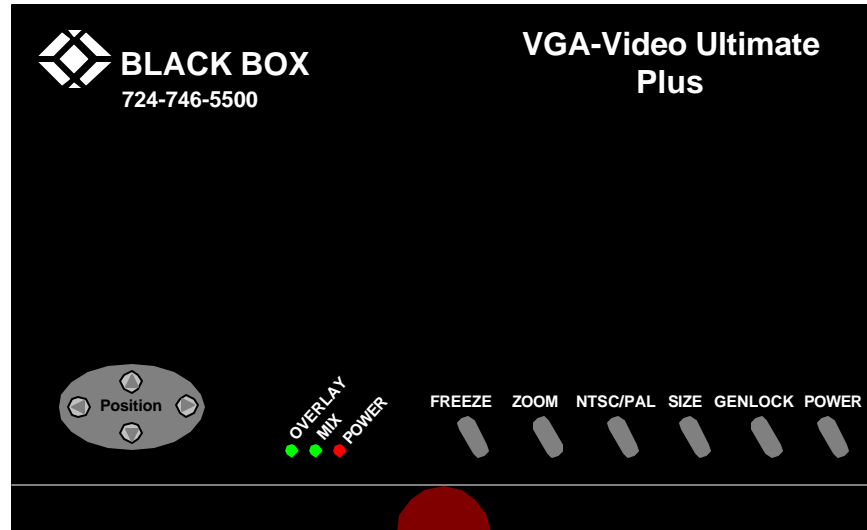 BLACK BOX
724-746-5500
VGA-Video Ultimate
Plus
Position
OVERLAY
MIX
POWER
FREEZE ZOOM NTSC/PAL SIZE GENLOCK POWER